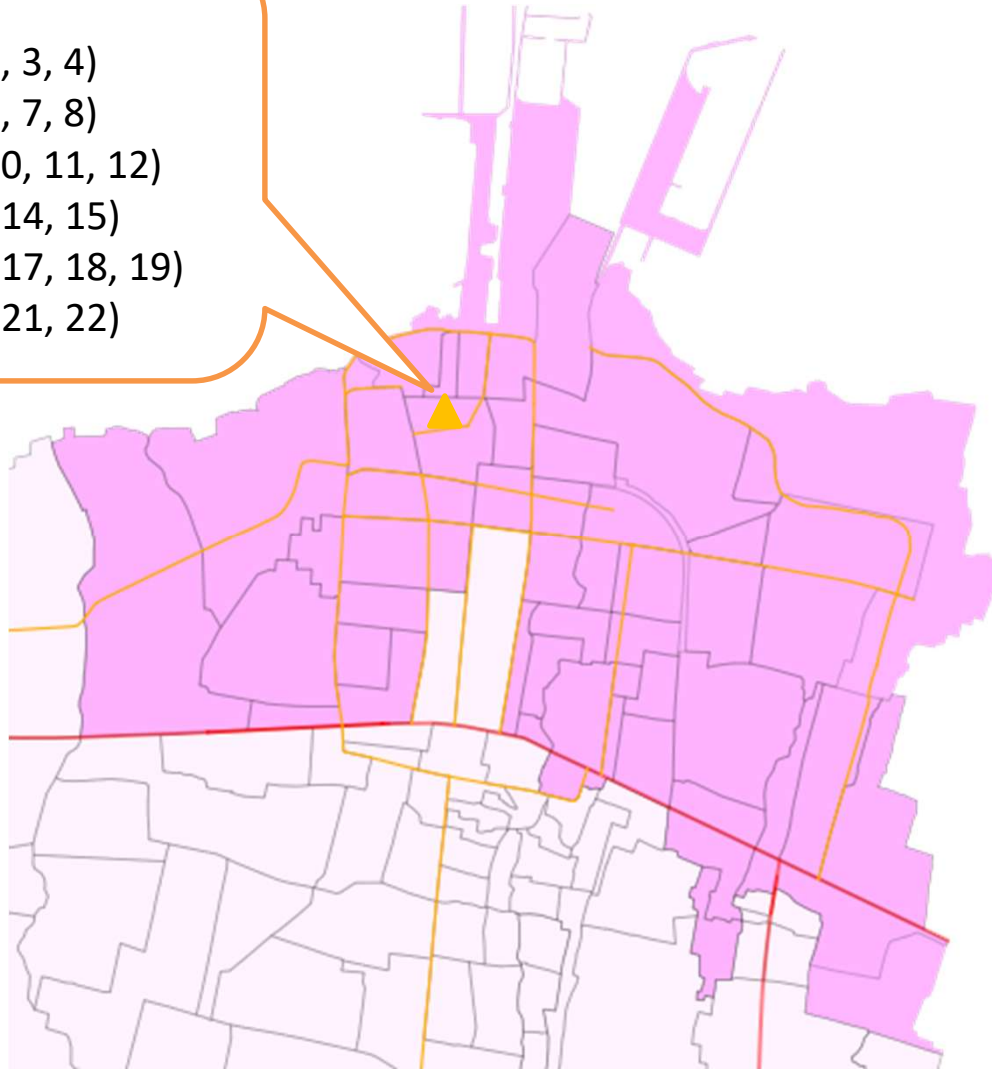 , 3, 4)
, 7, 8)
0, 11, 12)
14, 15)
17, 18, 19)
21, 22)